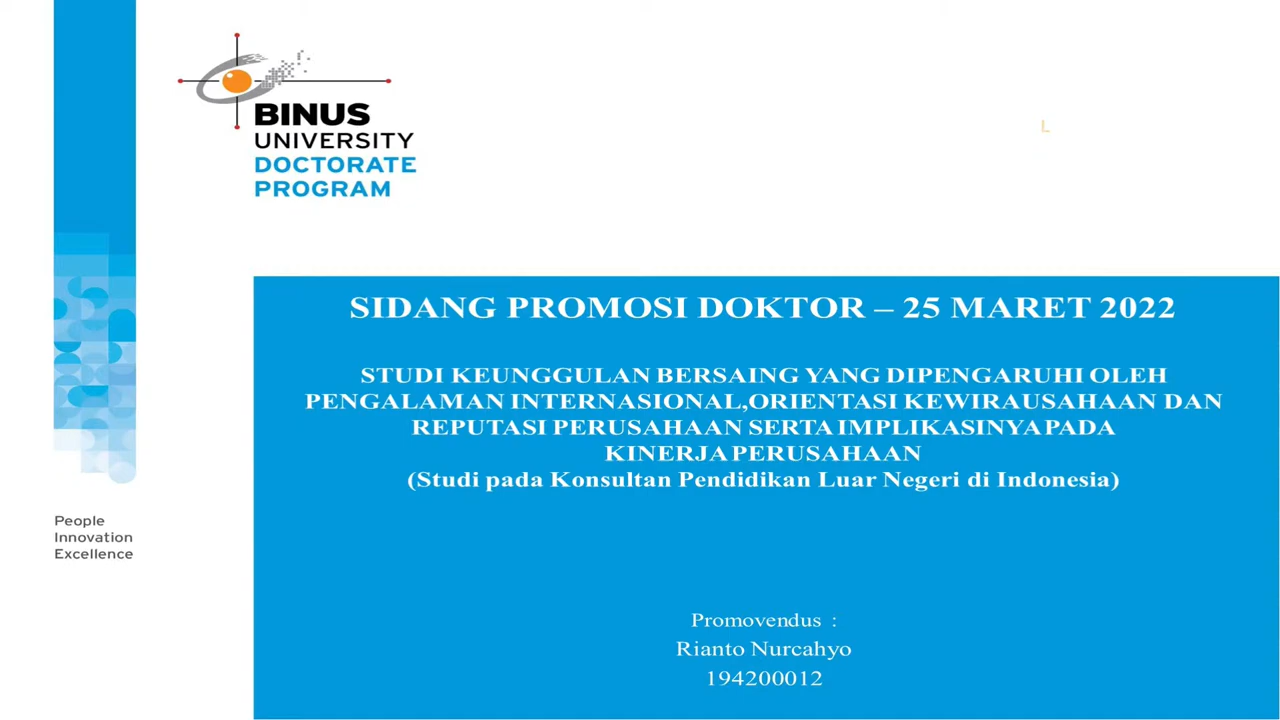 BINUS
UNIVERSITY
DOCTORATE
PROGRAM
L
SIDANG PROMOSI DOKTOR – 25 MARET 2022
STUDI KEUNGGULAN BERSAING YANG DIPENGARUHI OLEH
PENGALAMAN INTERNASIONAL,ORIENTASI KEWIRAUSAHAAN DAN
REPUTASI PERUSAHAAN SERTA IMPLIKASINYA PADA
KINERJA PERUSAHAAN
(Studi pada Konsultan Pendidikan Luar Negeri di Indonesia)
People
Innovation
Excellence
Promovendus :
Rianto Nurcahyo
194200012